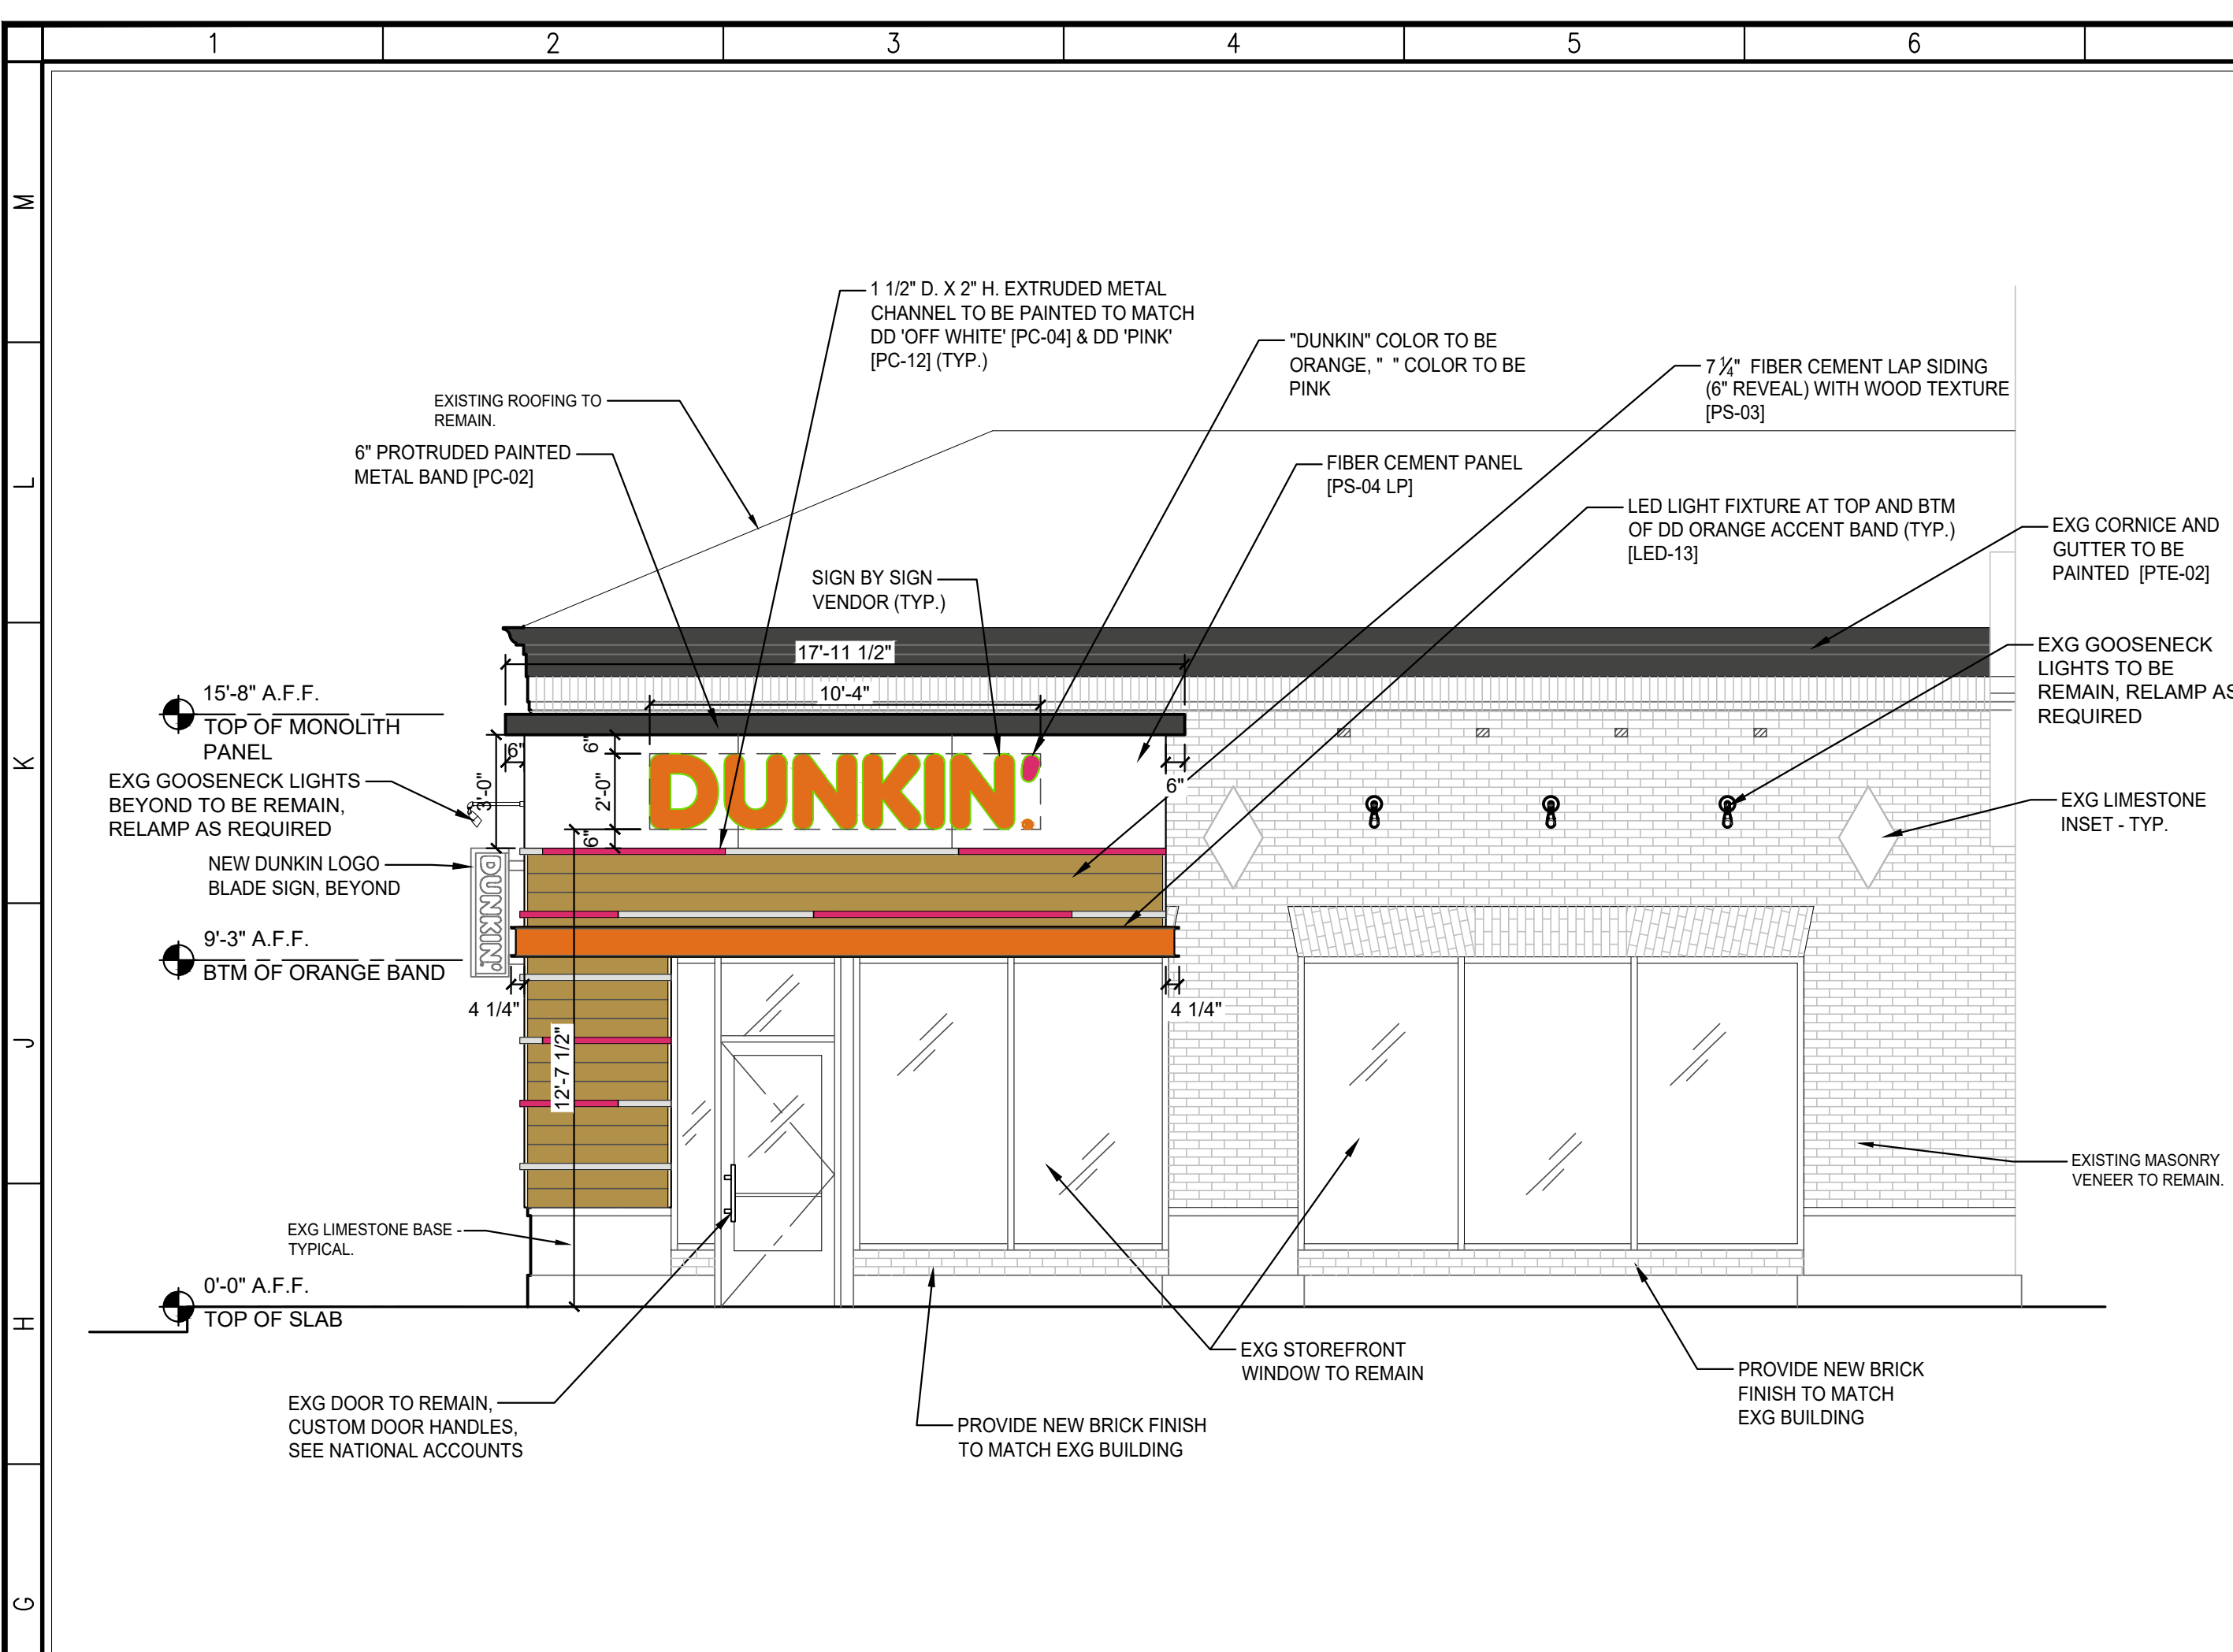 1 2 3 4 5 6
M
L
K
J
H
G
1 1/2" D. X 2" H. EXTRUDED METAL
CHANNEL TO BE PAINTED TO MATCH
DD 'OFF WHITE' [PC-04] & DD 'PINK'
[PC-12] (TYP.)
"DUNKIN" COLOR TO BE
ORANGE, " " COLOR TO BE
PINK
7 1/4" FIBER CEMENT LAP SIDING
(6" REVEAL) WITH WOOD TEXTURE
[PS-03]
EXISTING ROOFING TO
REMAIN.
6" PROTRUDED PAINTED
METAL BAND [PC-02]
FIBER CEMENT PANEL
[PS-04 LP]
LED LIGHT FIXTURE AT TOP AND BTM
OF DD ORANGE ACCENT BAND (TYP.)
[LED-13]
EXG CORNICE AND
GUTTER TO BE
PAINTED [PTE-02]
SIGN BY SIGN
VENDOR (TYP.)
EXG GOOSENECK
LIGHTS TO BE
REMAIN, RELAMP AS
REQUIRED
17'-11 1/2"
10'-4"
15'-8" A.F.F.
TOP OF MONOLITH
PANEL
6"
6"
3'-0"
2'-0"
6"
6"
DUNKIN'
EXG GOOSENECK LIGHTS
BEYOND TO BE REMAIN,
RELAMP AS REQUIRED
EXG LIMESTONE
INSET - TYP.
NEW DUNKIN LOGO
BLADE SIGN, BEYOND
DUNKIN'
9'-3" A.F.F.
BTM OF ORANGE BAND
4 1/4"
4 1/4"
12'-7 1/2"
EXISTING MASONRY
VENEER TO REMAIN.
EXG LIMESTONE BASE -
TYPICAL.
0'-0" A.F.F.
TOP OF SLAB
EXG STOREFRONT
WINDOW TO REMAIN
PROVIDE NEW BRICK
FINISH TO MATCH
EXG BUILDING
EXG DOOR TO REMAIN,
CUSTOM DOOR HANDLES,
SEE NATIONAL ACCOUNTS
PROVIDE NEW BRICK FINISH
TO MATCH EXG BUILDING